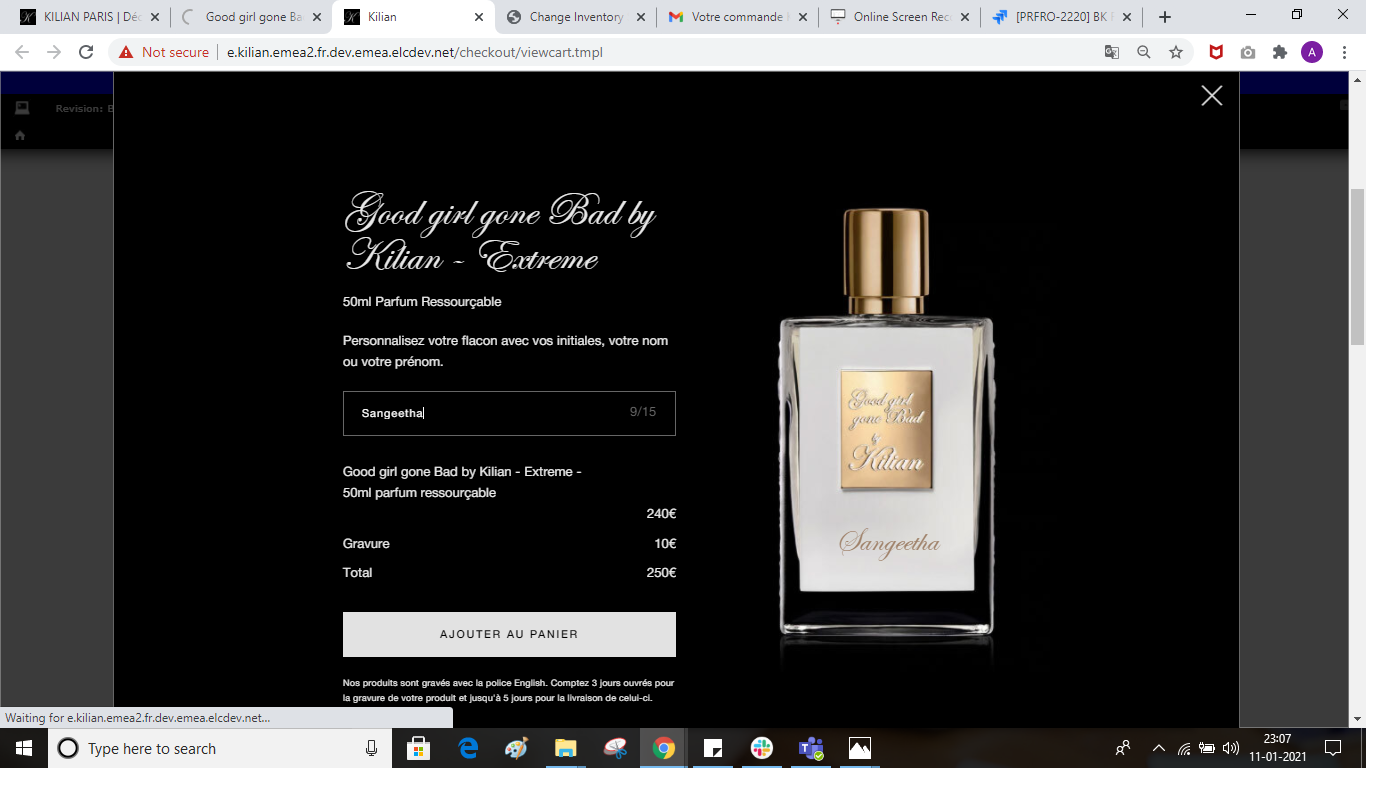 KILIAN PARIS | Déc
Good girl gone Ba
Kilian
Change Inventory
Votre commande
Online Screen Rec
[PRFRO-2220] BK
Not secure
e.kilian.emea2.fr.dev.emea.elcdev.net/checkout/viewcart.tmpl
A
Revision: B
Good girl gone Bad by
Kilian - Extreme
50ml Parfum Ressourçable
Personnalisez votre flacon avec vos initiales, votre nom
ou votre prénom.
Sangeetha
9/15
Good girl gone Bad by Kilian - Extreme -
50ml parfum ressourçable
240€
Gravure 10€
Total 250€
AJOUTER AU PANIER
Nos produits sont gravés avec la police English. Comptez 3 jours ouvrés pour
la gravure de votre produit et jusqu'à 5 jours pour la livraison de celui-ci.
Good girl
gone Bad
by
Kilian
Sangeetha
Waiting for e.kilian.emea2.fr.dev.emea.elcdev.net...
Type here to search
23:07
11-01-2021